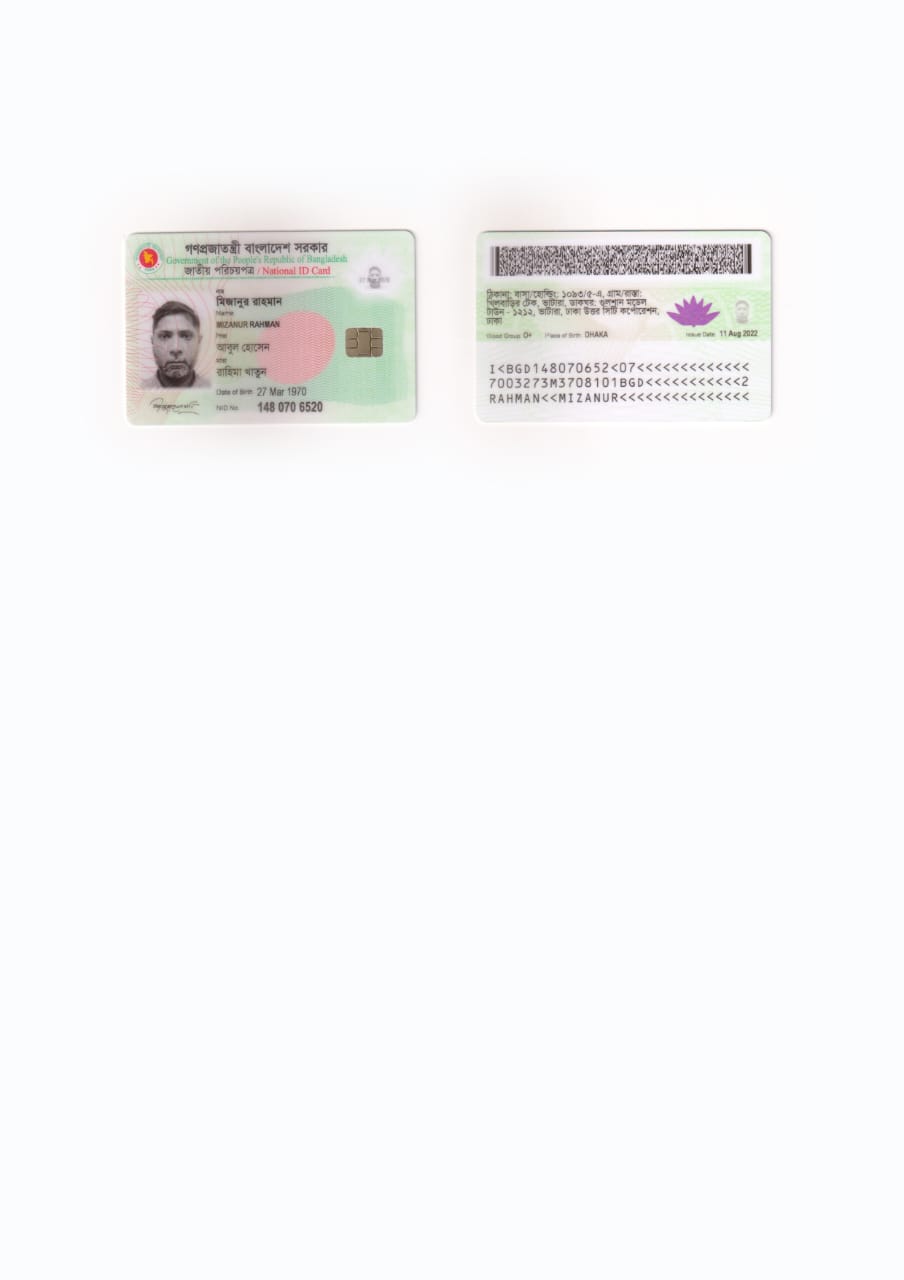 গণপ্রজাতন্ত্রী বাংলাদেশ সরকার
Government of the People's Republic of Bangladesh
জাতীয় পরিচয়পত্র / National ID Card
নাম
মিজানুর রাহমান
Name
MIZANUR RAHMAN
পিতা
আবুল হোসেন
মাতা
রাহিমা খাতুন
Date of Birth 27 Mar 1970
NID No. 148 070 6520
ঠিকানা: বাসা/হোল্ডিং: ১০৯৩/৫-এ, গ্রাম/রাস্তা:
খিলবাড়ির টেক, ভাটারা, ডাকঘর: গুলশান মডেল
টাউন - ১২১২, ভাটারা, ঢাকা উত্তর সিটি কর্পোরেশন,
ঢাকা
Blood Group: O+ Place of Birth: DHAKA Issue Date: 11 Aug 2022
I<BGD148070652<07<<<<<<<<<<<<<
7003273M3708101BGD<<<<<<<<<<<2
RAHMAN<<MIZANUR<<<<<<<<<<<<<<<